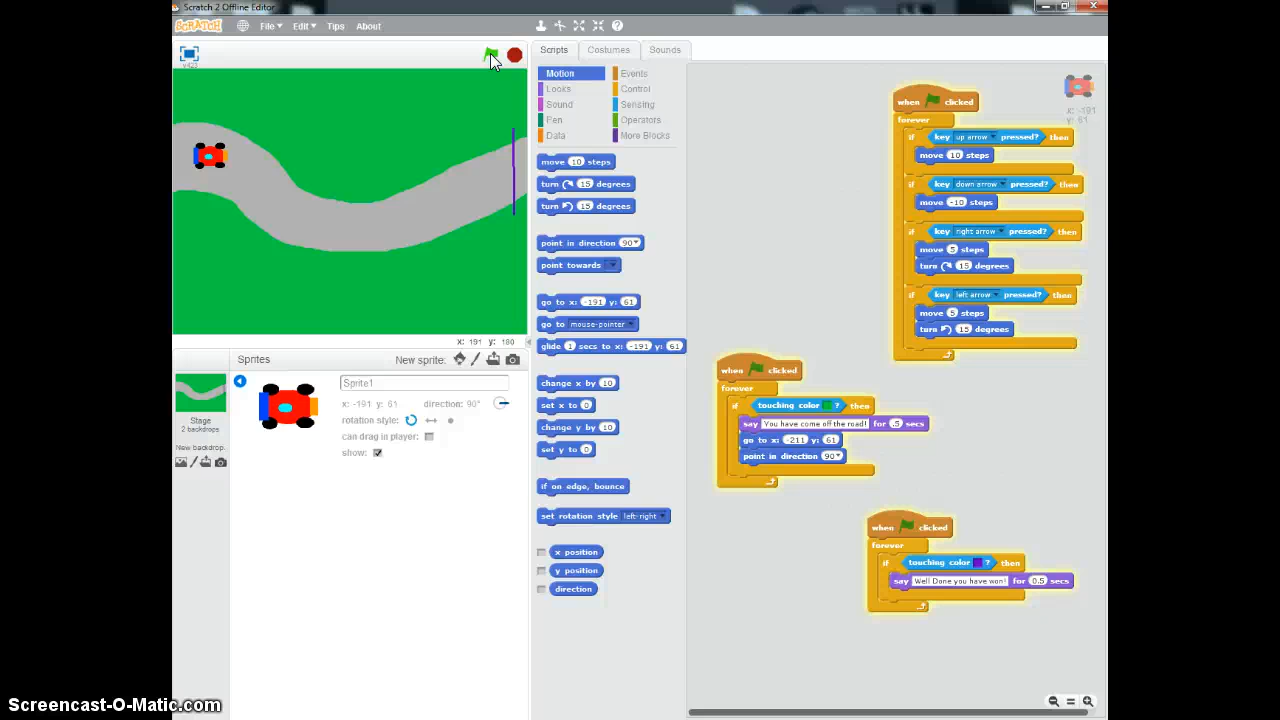 Scratch 2 Offline Editor
SCRATCH File Edit Tips About
v423
Scripts Costumes Sounds
Motion Events
Looks Control
Sound Sensing
Pen Operators
Data More Blocks
move 10 steps
turn 15 degrees
turn 15 degrees
point in direction 90
point towards
go to x: -191 y: 61
go to mouse-pointer
glide 1 secs to x: -191 y: 61
change x by 10
set x to 0
change y by 10
set y to 0
if on edge, bounce
set rotation style left-right
x position
y position
direction
x: 191 y: 180
Sprites New sprite:
Sprite1
x: -191 y: 61 direction: 90°
rotation style:
can drag in player:
show:
Stage
2 backdrops
New backdrop:
x: -191
y: 61
when clicked
forever
if key up arrow pressed? then
move 10 steps
if key down arrow pressed? then
move -10 steps
if key right arrow pressed? then
move 5 steps
turn 15 degrees
if key left arrow pressed? then
move 5 steps
turn 15 degrees
when clicked
forever
if touching color ? then
say You have come off the road! for .5 secs
go to x: -211 y: 61
point in direction 90
when clicked
forever
if touching color ? then
say Well Done you have won! for 0.5 secs
Screencast-O-Matic.com